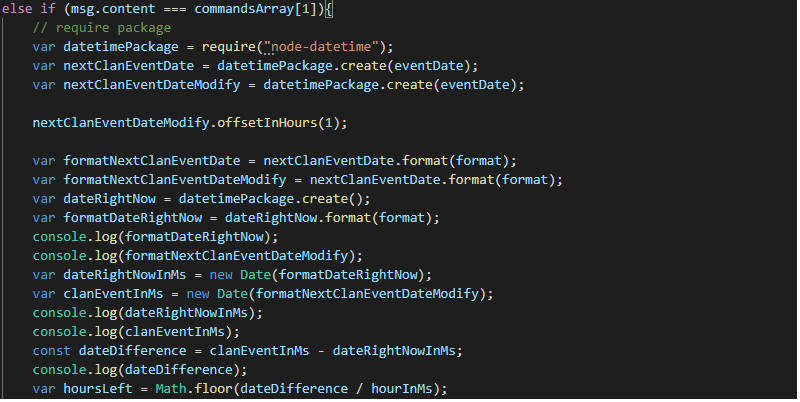 else if (msg.content === commandsArray[1]){
// require package
var datetimePackage = require("node-datetime");
var nextClanEventDate = datetimePackage.create(eventDate);
var nextClanEventDateModify = datetimePackage.create(eventDate);
nextClanEventDateModify.offsetInHours(1);
var formatNextClanEventDate = nextClanEventDate.format(format);
var formatNextClanEventDateModify = nextClanEventDate.format(format);
var dateRightNow = datetimePackage.create();
var formatDateRightNow = dateRightNow.format(format);
console.log(formatDateRightNow);
console.log(formatNextClanEventDateModify);
var dateRightNowInMs = new Date(formatDateRightNow);
var clanEventInMs = new Date(formatNextClanEventDateModify);
console.log(dateRightNowInMs);
console.log(clanEventInMs);
const dateDifference = clanEventInMs - dateRightNowInMs;
console.log(dateDifference);
var hoursLeft = Math.floor(dateDifference / hourInMs);